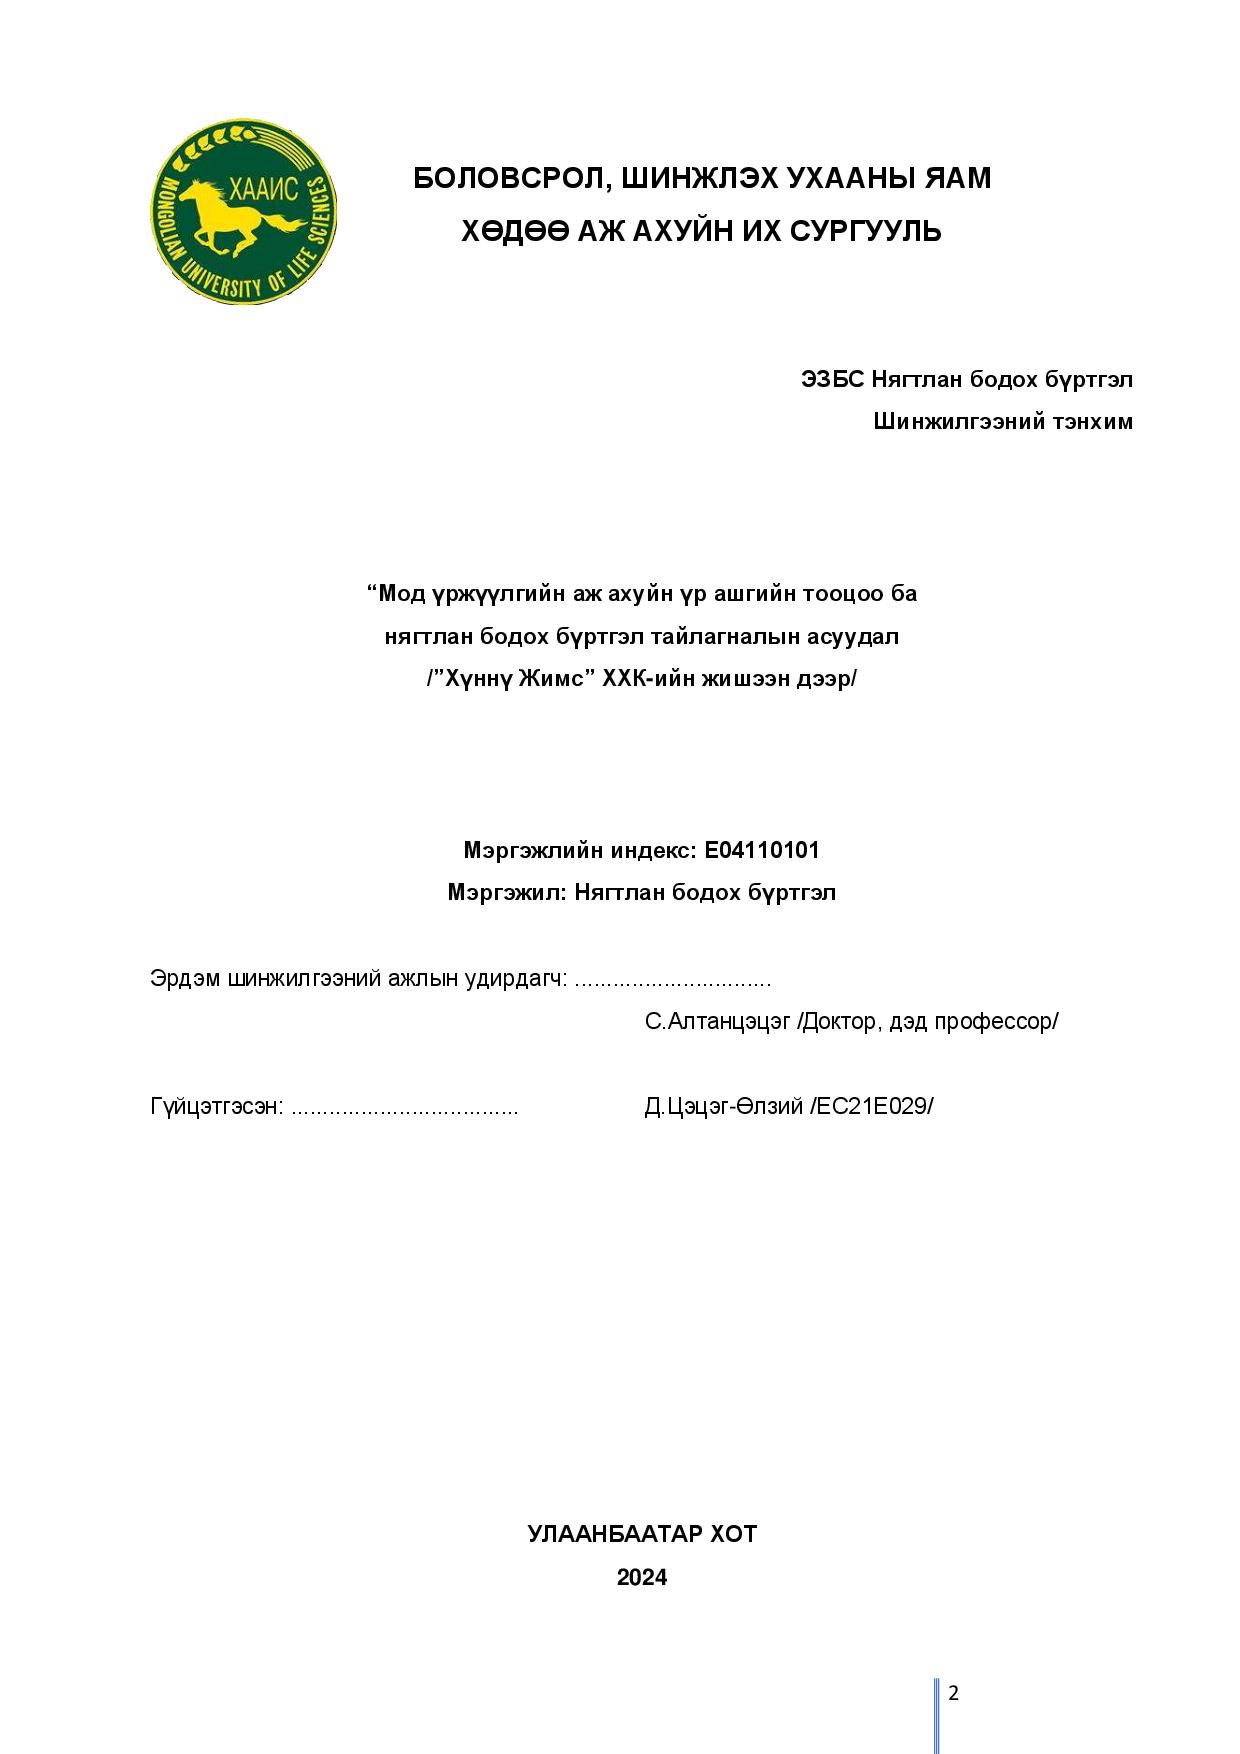 ХААИС
MONGOLIAN UNIVERSITY OF LIFE SCIENCES
БОЛОВСРОЛ, ШИНЖЛЭХ УХААНЫ ЯАМ
ХӨДӨӨ АЖ АХУЙН ИХ СУРГУУЛЬ
ЭЗБС Нягтлан бодох бүртгэл
Шинжилгээний тэнхим
“Мод үржүүлгийн аж ахуйн үр ашгийн тооцоо ба
нягтлан бодох бүртгэл тайлагналын асуудал
/”Хүннү Жимс” ХХК-ийн жишээн дээр/
Мэргэжлийн индекс: E04110101
Мэргэжил: Нягтлан бодох бүртгэл
Эрдэм шинжилгээний ажлын удирдагч: ...............................
С.Алтанцэцэг /Доктор, дэд профессор/
Гүйцэтгэсэн: .................................... Д.Цэцэг-Өлзий /EC21E029/
УЛААНБААТАР ХОТ
2024
2